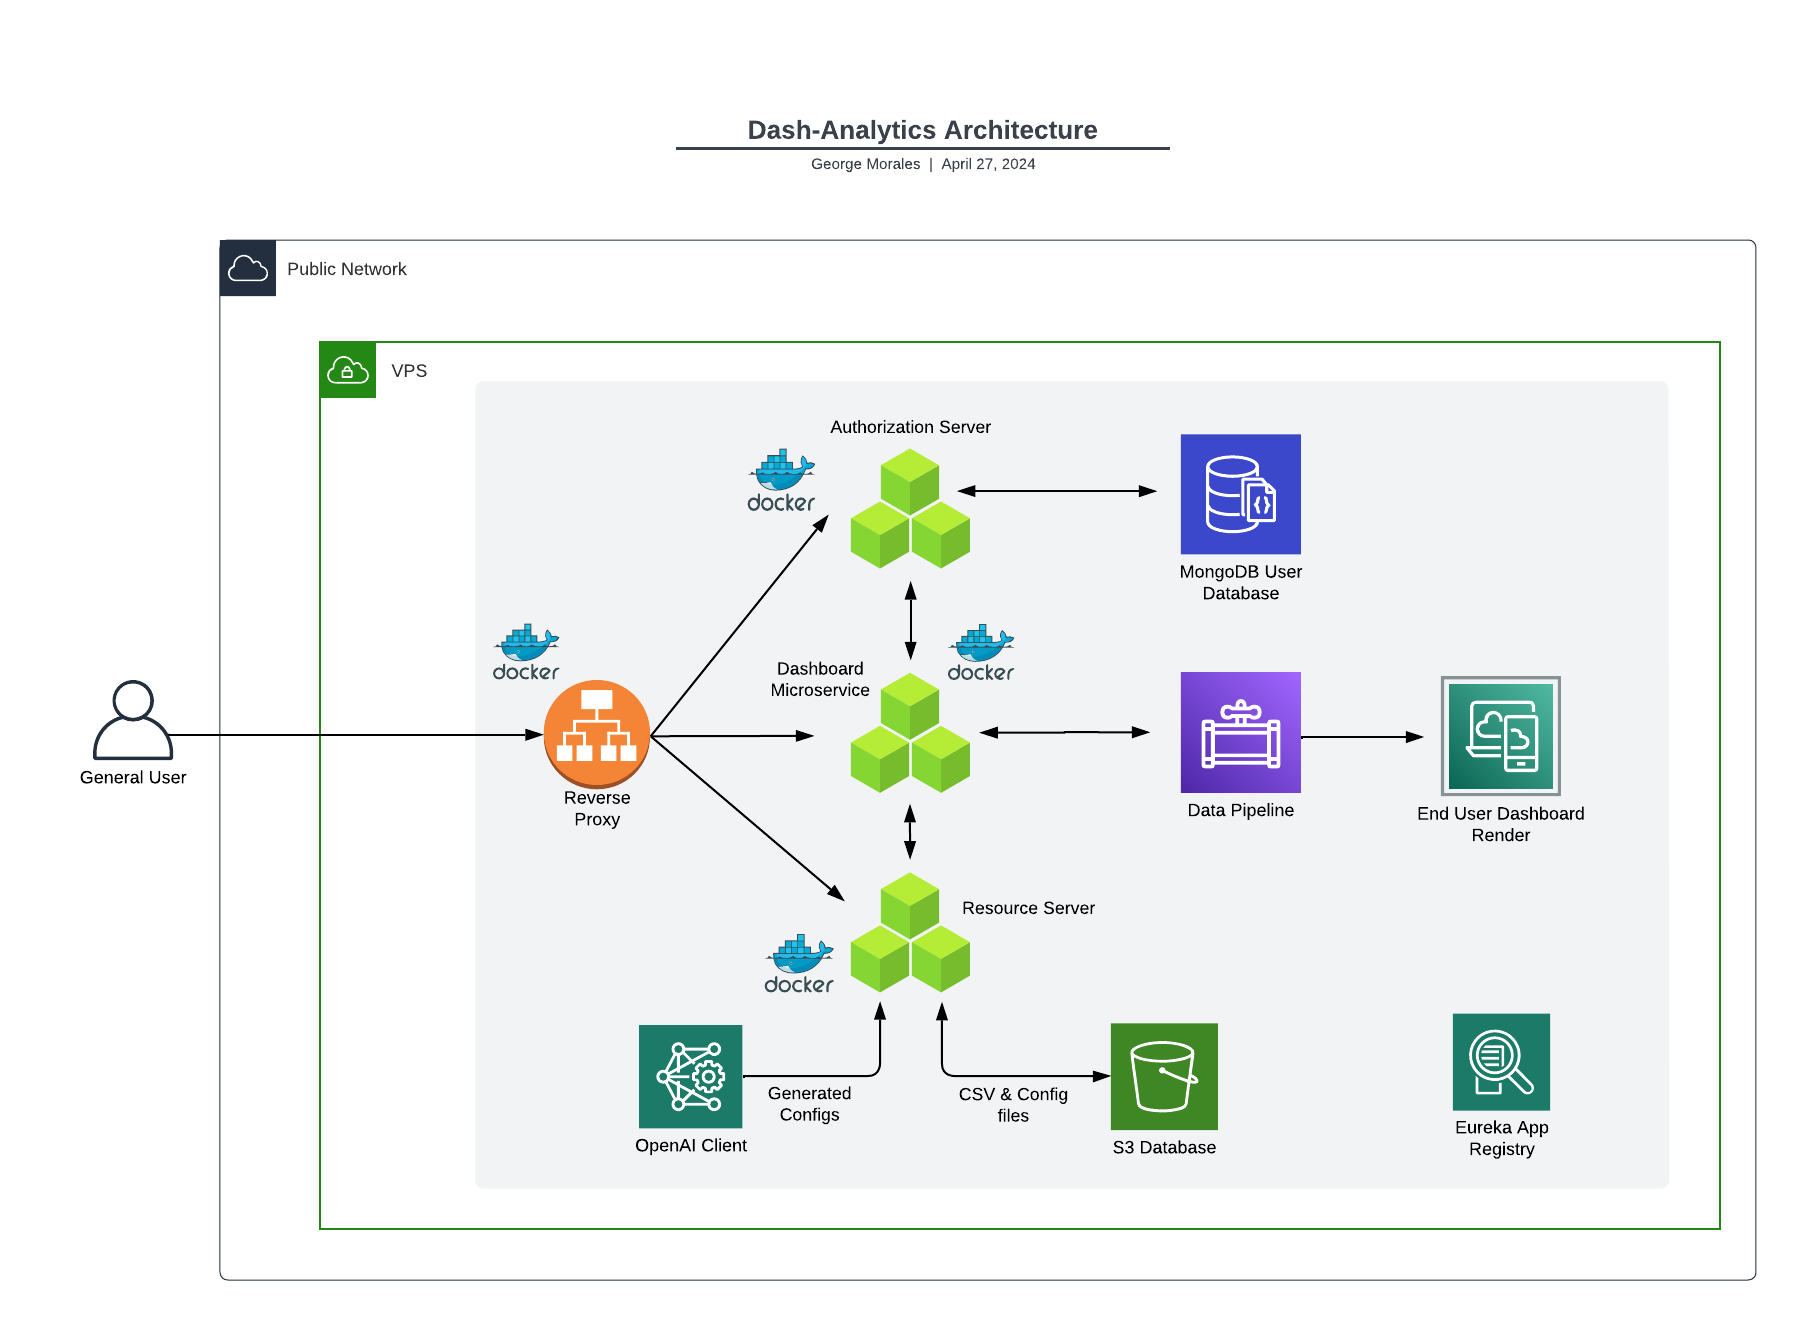 Dash-Analytics Architecture
George Morales | April 27, 2024
Public Network
VPS
Authorization Server
docker
MongoDB User
Database
docker
docker
Dashboard
Microservice
General User
Reverse
Proxy
Data Pipeline
End User Dashboard
Render
Resource Server
docker
Generated
Configs
CSV & Config
files
OpenAI Client
S3 Database
Eureka App
Registry